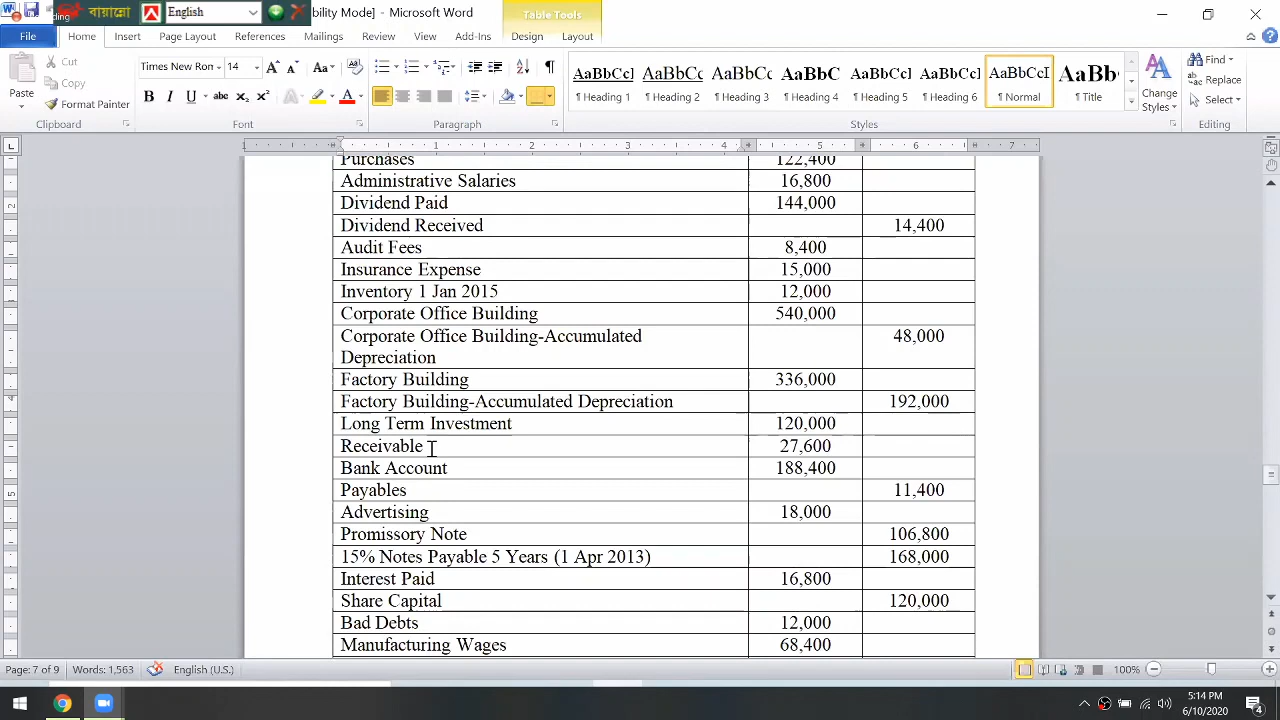 বায়ান্নো English bility Mode] - Microsoft Word Table Tools
File Home Insert Page Layout References Mailings Review View Add-Ins Design Layout
Paste Cut Copy Format Painter
Times New Ron 14
AaBbCcI AaBbCc AaBbCc AaBbC AaBbCcI AaBbCc AaBbCcI AaBb
¶ Heading 1 ¶ Heading 2 ¶ Heading 3 ¶ Heading 4 ¶ Heading 5 ¶ Heading 6 ¶ Normal ¶ Title
Change Styles
Find Replace Select
Clipboard Font Paragraph Styles Editing
1 1 2 3 4 5 6 7
Purchases 122,400
Administrative Salaries 16,800
Dividend Paid 144,000
Dividend Received 14,400
Audit Fees 8,400
Insurance Expense 15,000
Inventory 1 Jan 2015 12,000
Corporate Office Building 540,000
Corporate Office Building-Accumulated 48,000
Depreciation
Factory Building 336,000
Factory Building-Accumulated Depreciation 192,000
Long Term Investment 120,000
Receivable 27,600
Bank Account 188,400
Payables 11,400
Advertising 18,000
Promissory Note 106,800
15% Notes Payable 5 Years (1 Apr 2013) 168,000
Interest Paid 16,800
Share Capital 120,000
Bad Debts 12,000
Manufacturing Wages 68,400
Page: 7 of 9 Words: 1,563 English (U.S.) 100%
5:14 PM
6/10/2020